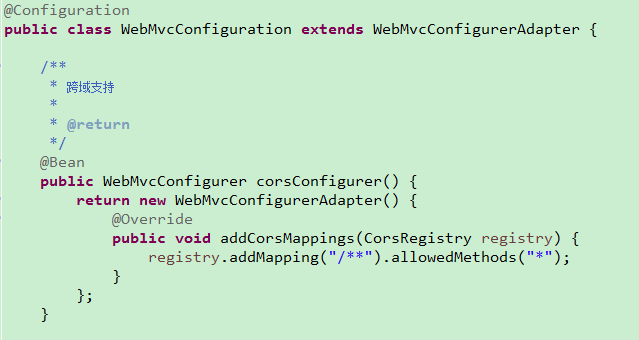 @Configuration
public class WebMvcConfiguration extends WebMvcConfigurerAdapter {
/**
* 跨域支持
*
* @return
*/
@Bean
public WebMvcConfigurer corsConfigurer() {
return new WebMvcConfigurerAdapter() {
@Override
public void addCorsMappings(CorsRegistry registry) {
registry.addMapping("/**").allowedMethods("*");
}
};
}